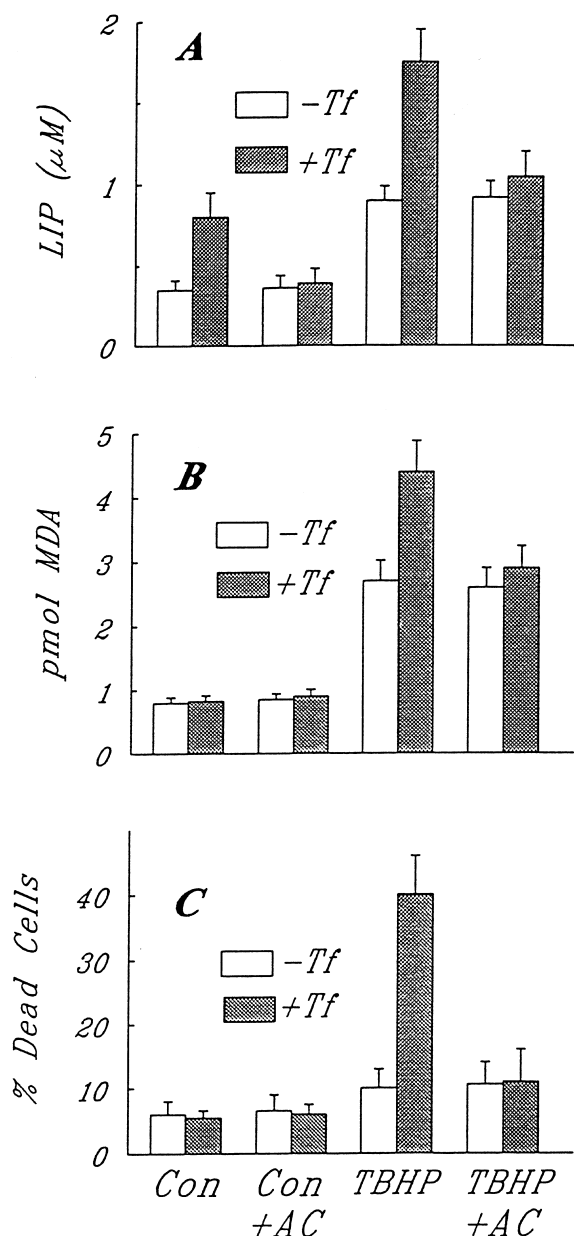 2
A
-Tf
+Tf
1
LIP (μM)
0
5
B
4
-Tf
3
+Tf
2
pmol MDA
1
0
C
40
-Tf
30
+Tf
20
% Dead Cells
10
0
Con Con TBHP TBHP
+AC +AC